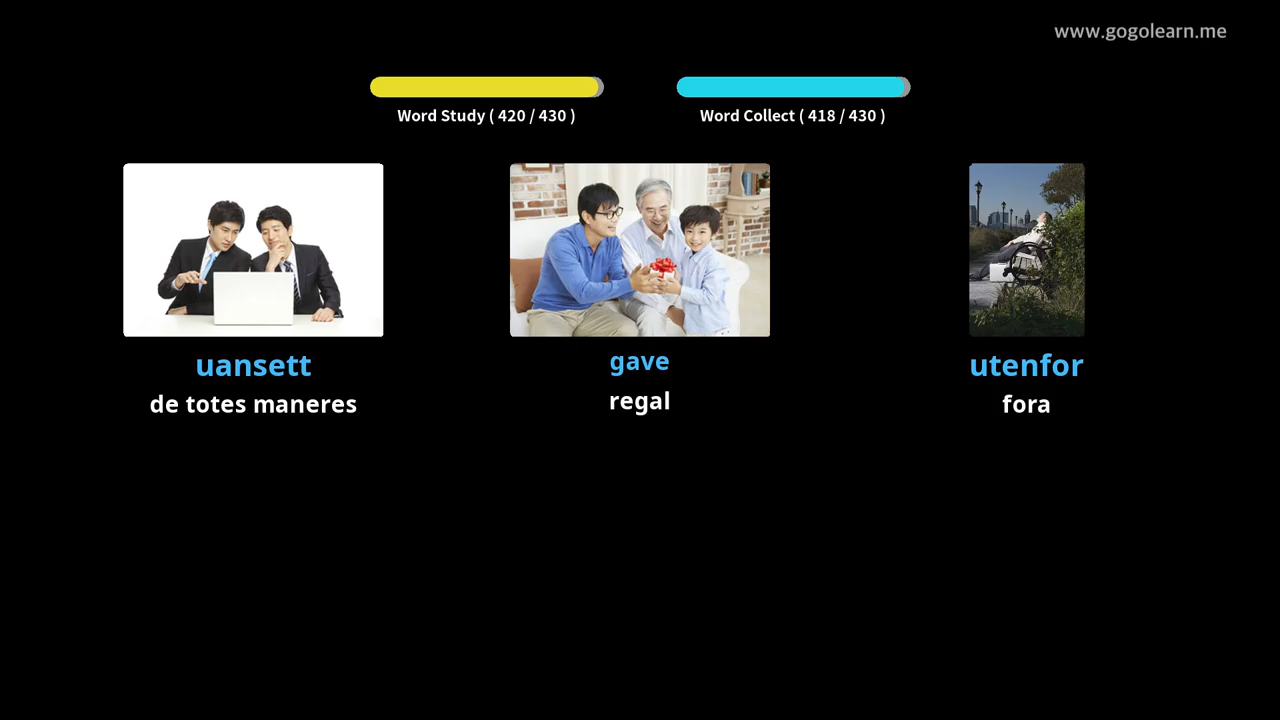 www.gogolearn.me
Word Study ( 420 / 430 )
Word Collect ( 418 / 430 )
uansett
de totes maneres
gave
regal
utenfor
fora